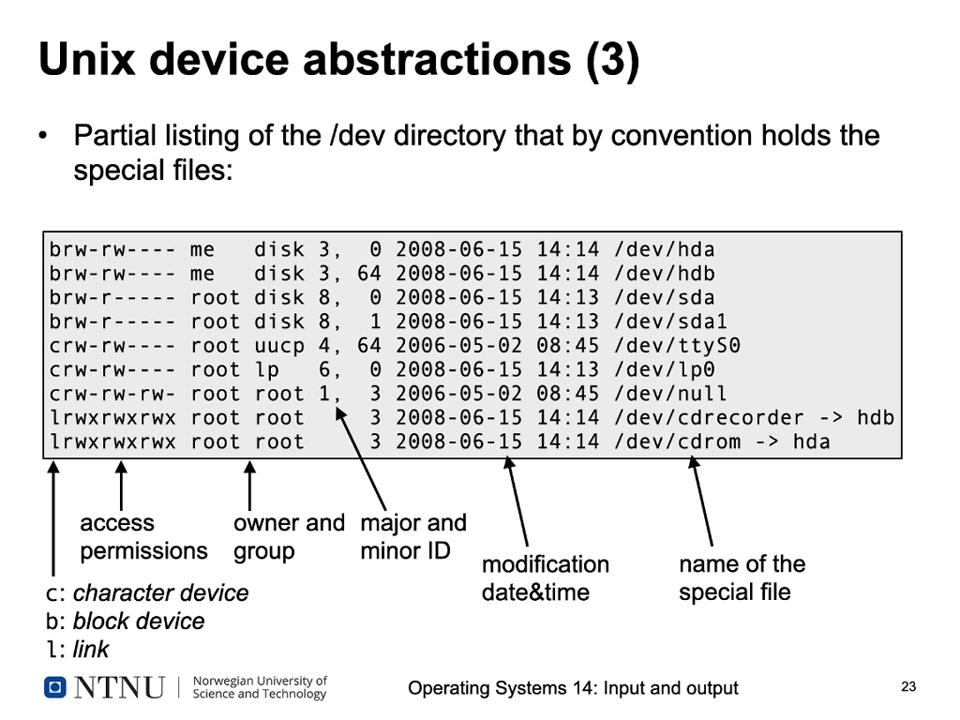 Unix device abstractions (3)
• Partial listing of the /dev directory that by convention holds the
special files:
brw-rw---- me   disk 3,  0 2008-06-15 14:14 /dev/hda
brw-rw---- me   disk 3, 64 2008-06-15 14:14 /dev/hdb
brw-r----- root disk 8,  0 2008-06-15 14:13 /dev/sda
brw-r----- root disk 8,  1 2008-06-15 14:13 /dev/sda1
crw-rw---- root uucp 4, 64 2006-05-02 08:45 /dev/ttyS0
crw-rw---- root lp   6,  0 2008-06-15 14:13 /dev/lp0
crw-rw-rw- root root 1,  3 2006-05-02 08:45 /dev/null
lrwxrwxrwx root root     3 2008-06-15 14:14 /dev/cdrecorder -> hdb
lrwxrwxrwx root root     3 2008-06-15 14:14 /dev/cdrom -> hda
access
permissions
owner and
group
major and
minor ID
modification
date&time
name of the
special file
c: character device
b: block device
l: link
NTNU
Norwegian University of
Science and Technology
Operating Systems 14: Input and output
23